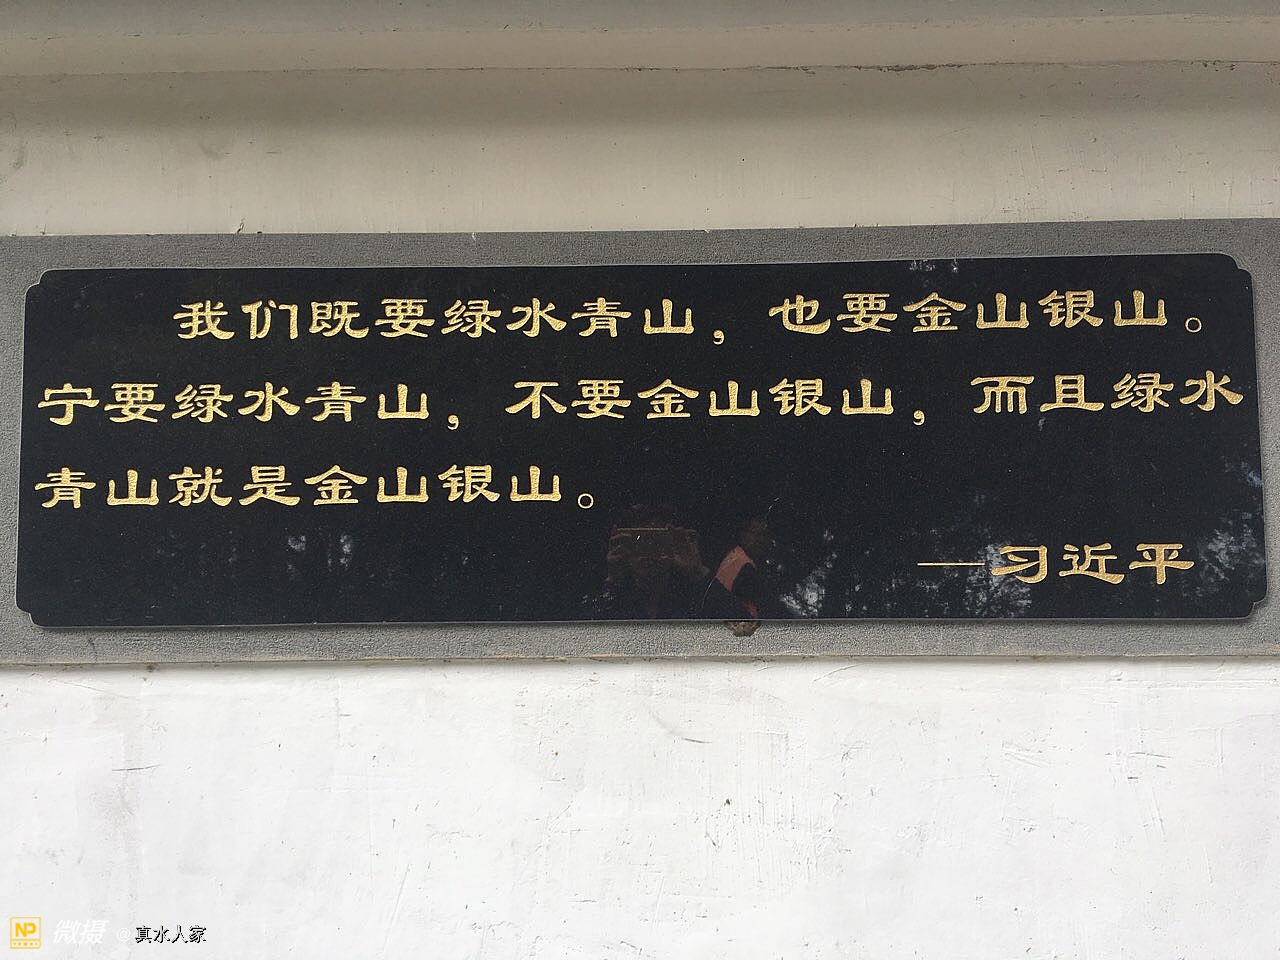 我们既要绿水青山，也要金山银山。
宁要绿水青山，不要金山银山，而且绿水
青山就是金山银山。
——习近平
NP 微摄 @真水人家